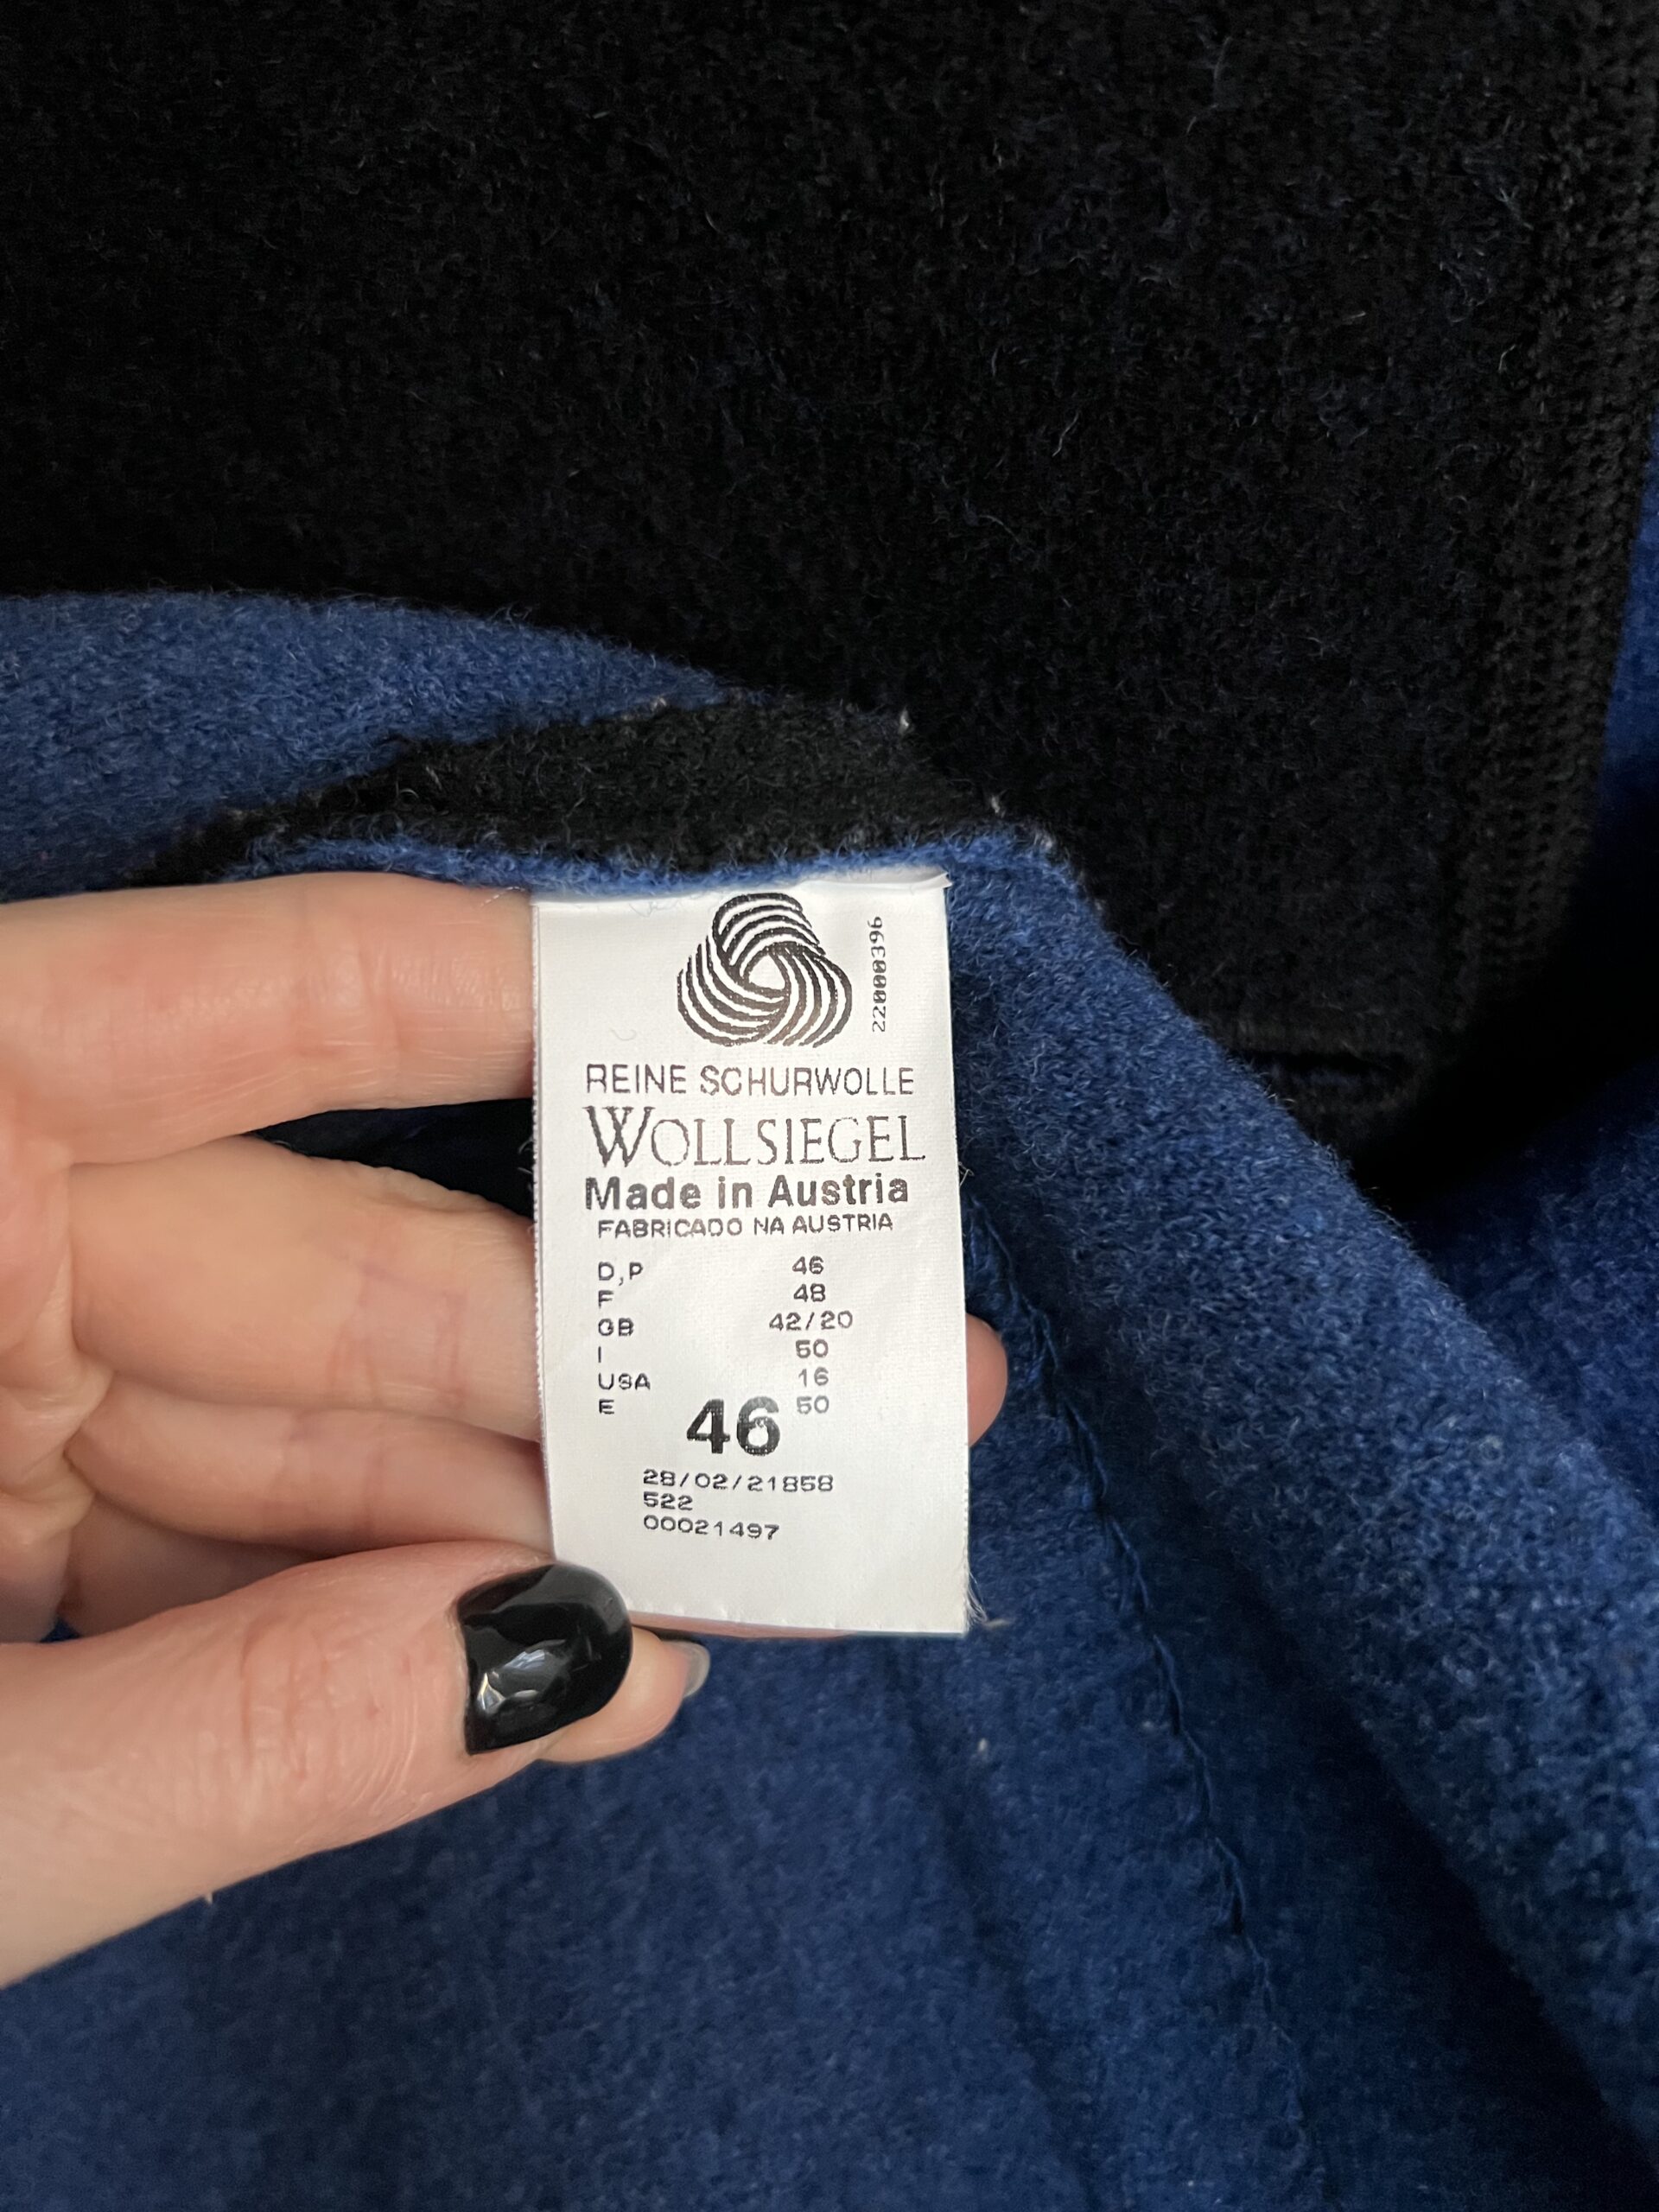 22000396
REINE SCHURWOLLE
WOLLSIEGEL
Made in Austria
FABRICADO NA AUSTRIA
D,P 46
F 48
GB 42/20
I 50
USA 16
E 50
46
28/02/21858
522
00021497